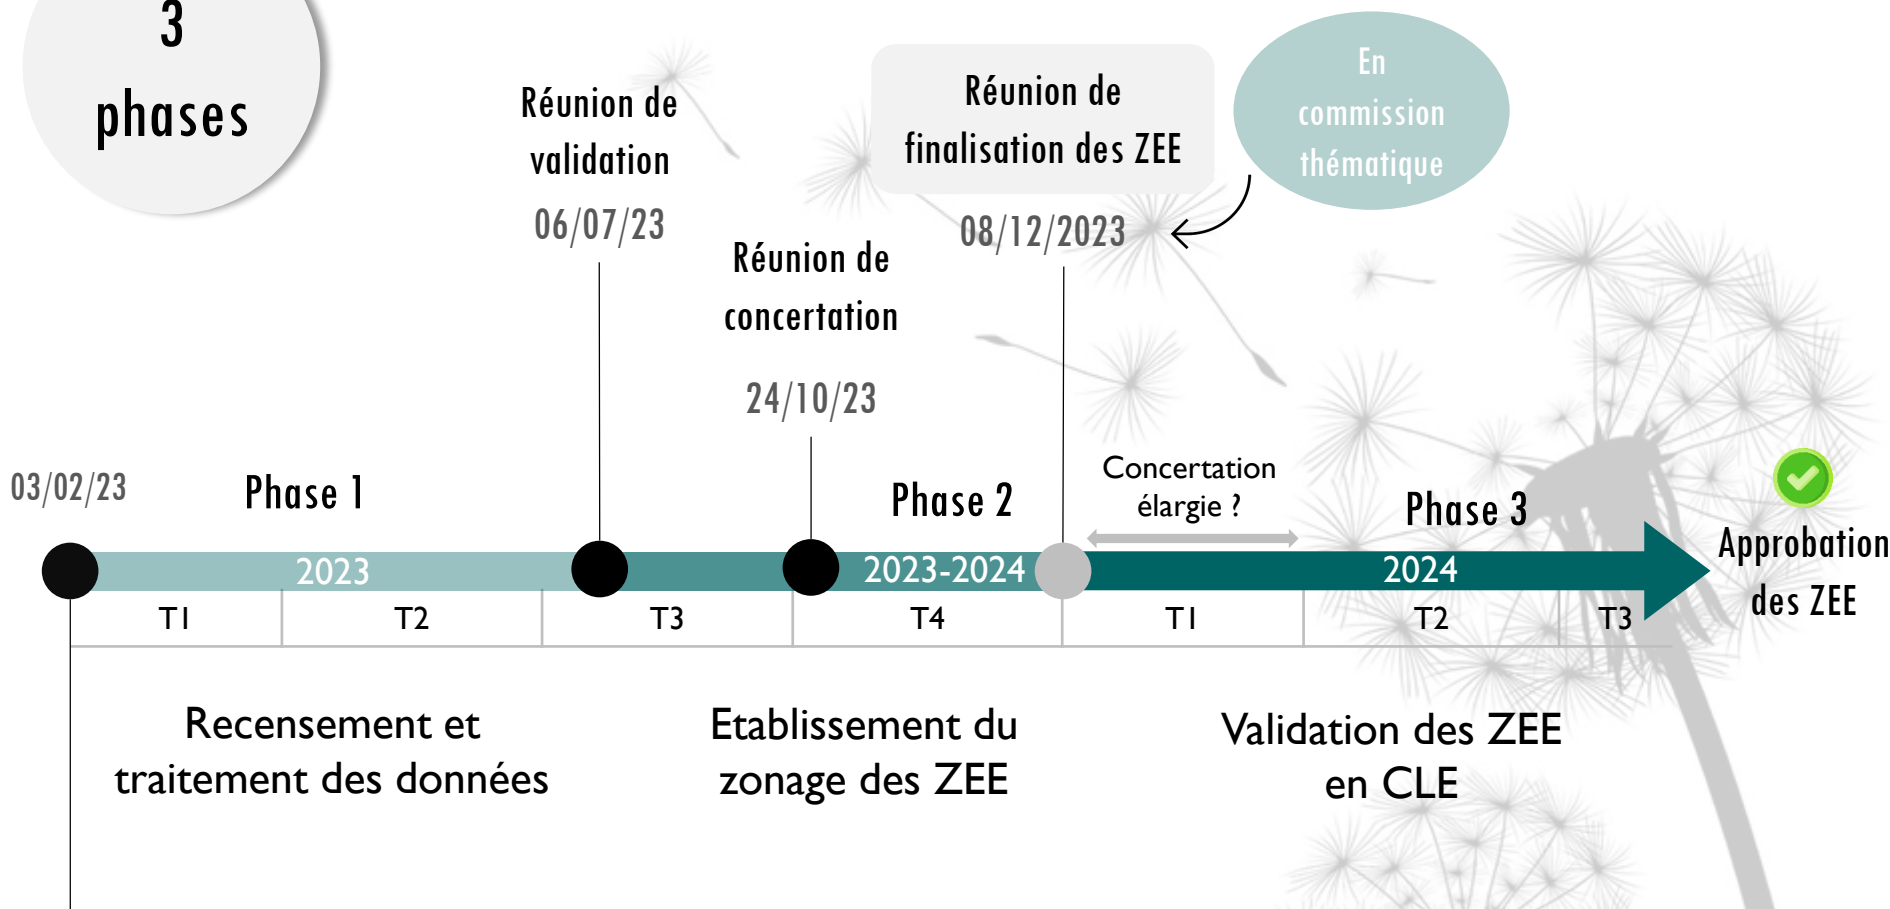 3
phases
Réunion de
validation
06/07/23
Réunion de
concertation
24/10/23
Réunion de
finalisation des ZEE
08/12/2023
En
commission
thématique
03/02/23
Phase 1
Phase 2
Concertation
élargie ?
Phase 3
Approbation
des ZEE
2023
2023-2024
2024
T1
T2
T3
T4
T1
T2
T3
Recensement et
traitement des données
Etablissement du
zonage des ZEE
Validation des ZEE
en CLE